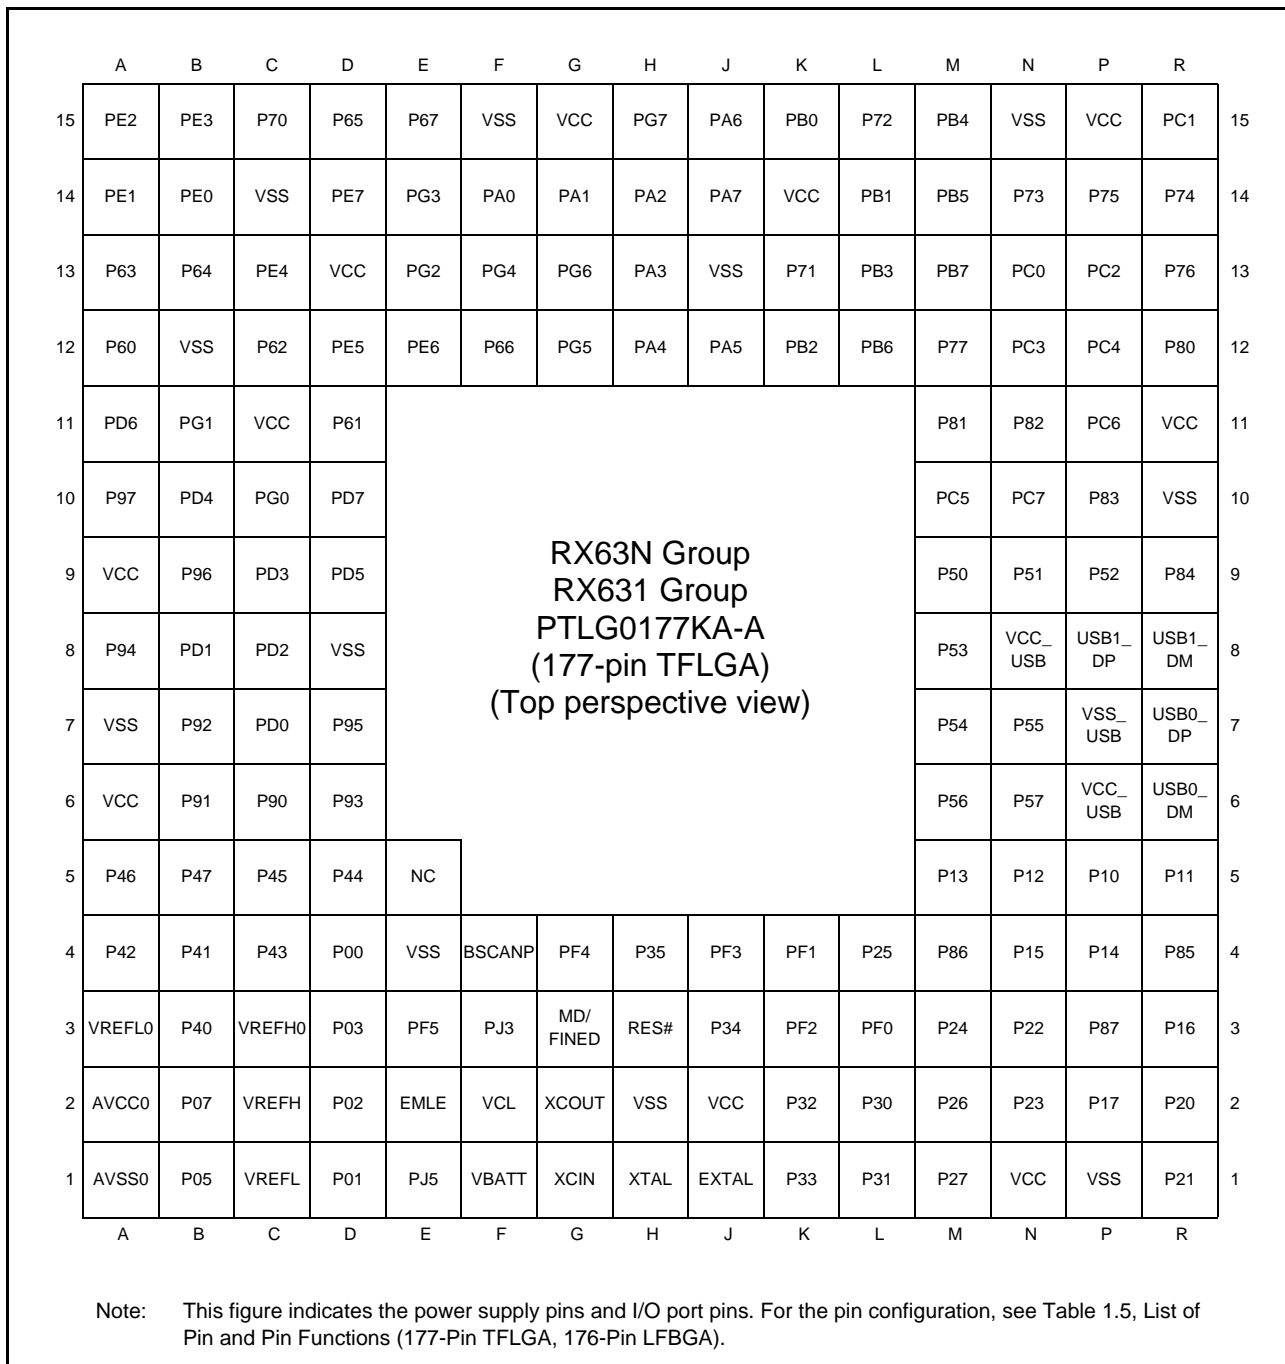 A B C D E F G H J K L M N P R
15 PE2 PE3 P70 P65 P67 VSS VCC PG7 PA6 PB0 P72 PB4 VSS VCC PC1 15
14 PE1 PE0 VSS PE7 PG3 PA0 PA1 PA2 PA7 VCC PB1 PB5 P73 P75 P74 14
13 P63 P64 PE4 VCC PG2 PG4 PG6 PA3 VSS P71 PB3 PB7 PC0 PC2 P76 13
12 P60 VSS P62 PE5 PE6 P66 PG5 PA4 PA5 PB2 PB6 P77 PC3 PC4 P80 12
11 PD6 PG1 VCC P61 P81 P82 PC6 VCC 11
10 P97 PD4 PG0 PD7 PC5 PC7 P83 VSS 10
9 VCC P96 PD3 PD5 P50 P51 P52 P84 9
8 P94 PD1 PD2 VSS P53 VCC_ USB USB1_ DP USB1_ DM 8
7 VSS P92 PD0 P95 P54 P55 VSS_ USB USB0_ DP 7
6 VCC P91 P90 P93 P56 P57 VCC_ USB USB0_ DM 6
RX63N Group
RX631 Group
PTLG0177KA-A
(177-pin TFLGA)
(Top perspective view)
5 P46 P47 P45 P44 NC P13 P12 P10 P11 5
4 P42 P41 P43 P00 VSS BSCANP PF4 P35 PF3 PF1 P25 P86 P15 P14 P85 4
3 VREFL0 P40 VREFH0 P03 PF5 PJ3 MD/ FINED RES# P34 PF2 PF0 P24 P22 P87 P16 3
2 AVCC0 P07 VREFH P02 EMLE VCL XCOUT VSS VCC P32 P30 P26 P23 P17 P20 2
1 AVSS0 P05 VREFL P01 PJ5 VBATT XCIN XTAL EXTAL P33 P31 P27 VCC VSS P21 1
A B C D E F G H J K L M N P R
Note: This figure indicates the power supply pins and I/O port pins. For the pin configuration, see Table 1.5, List of
Pin and Pin Functions (177-Pin TFLGA, 176-Pin LFBGA).